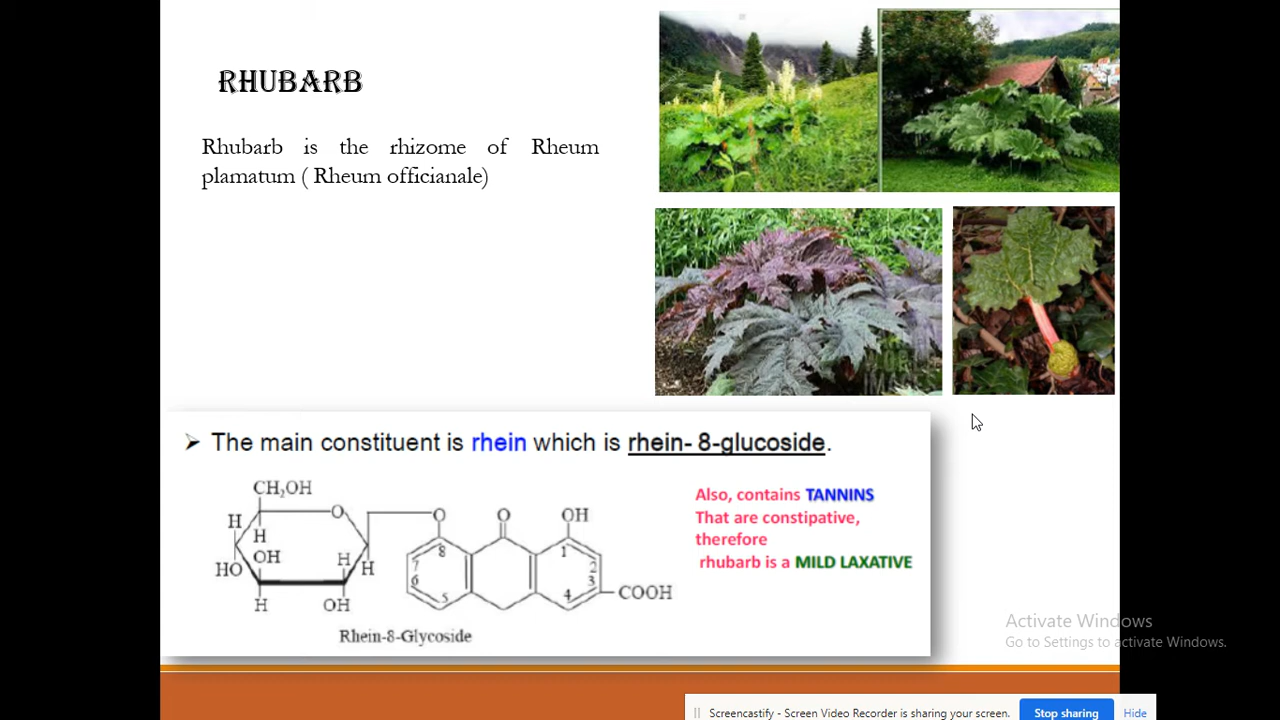 RHUBARB
Rhubarb is the rhizome of Rheum
plamatum ( Rheum officianale)
➢ The main constituent is rhein which is rhein- 8-glucoside.
CH₂OH
O
O
O
OH
H
H
OH
HO
H
H
H
OH
8
7
6
5
1
2
3
4
COOH
Rhein-8-Glycoside
Also, contains TANNINS
That are constipative,
therefore
rhubarb is a MILD LAXATIVE
Activate Windows
Go to Settings to activate Windows.
Screencastify - Screen Video Recorder is sharing your screen.
Stop sharing
Hide